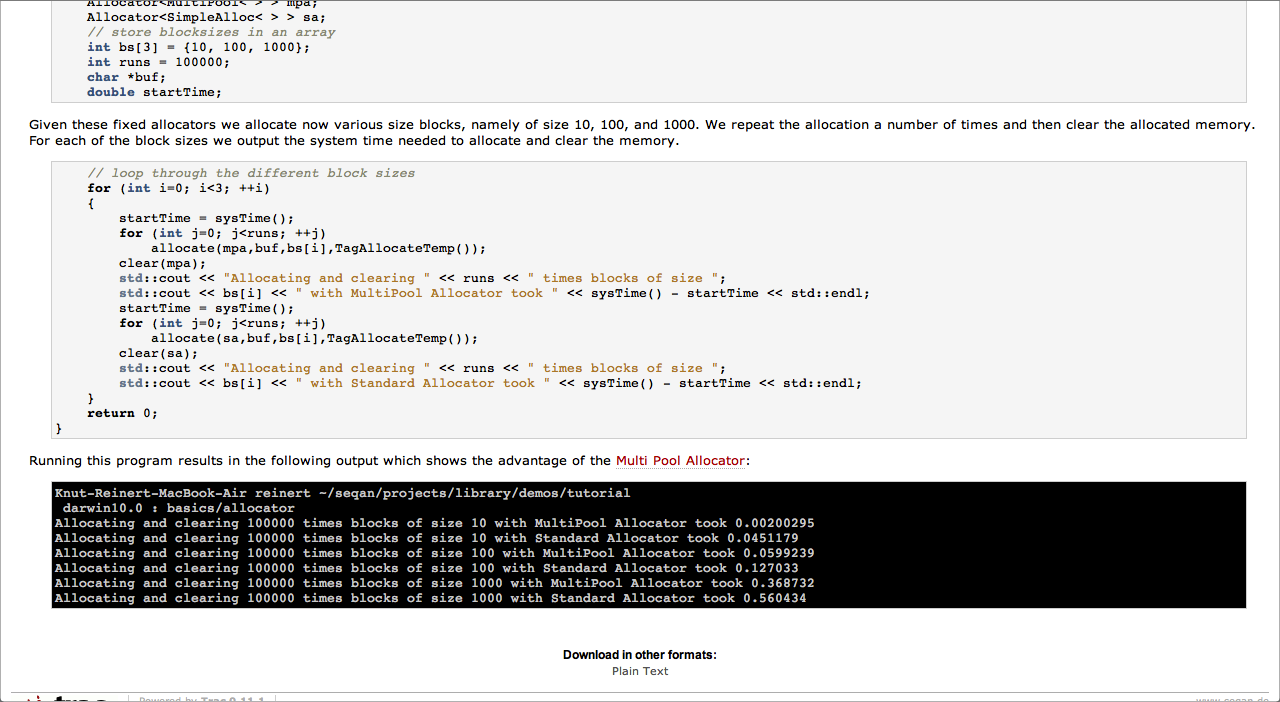 Allocator<MultiPool< > > mpa;
Allocator<SimpleAlloc< > > sa;
// store blocksizes in an array
int bs[3] = {10, 100, 1000};
int runs = 100000;
char *buf;
double startTime;
Given these fixed allocators we allocate now various size blocks, namely of size 10, 100, and 1000. We repeat the allocation a number of times and then clear the allocated memory.
For each of the block sizes we output the system time needed to allocate and clear the memory.
// loop through the different block sizes
for (int i=0; i<3; ++i)
{
startTime = sysTime();
for (int j=0; j<runs; ++j)
allocate(mpa,buf,bs[i],TagAllocateTemp());
clear(mpa);
std::cout << "Allocating and clearing " << runs << " times blocks of size ";
std::cout << bs[i] << " with MultiPool Allocator took " << sysTime() - startTime << std::endl;
startTime = sysTime();
for (int j=0; j<runs; ++j)
allocate(sa,buf,bs[i],TagAllocateTemp());
clear(sa);
std::cout << "Allocating and clearing " << runs << " times blocks of size ";
std::cout << bs[i] << " with Standard Allocator took " << sysTime() - startTime << std::endl;
}
return 0;
}
Running this program results in the following output which shows the advantage of the Multi Pool Allocator:
Knut-Reinert-MacBook-Air reinert ~/seqan/projects/library/demos/tutorial
darwin10.0 : basics/allocator
Allocating and clearing 100000 times blocks of size 10 with MultiPool Allocator took 0.00200295
Allocating and clearing 100000 times blocks of size 10 with Standard Allocator took 0.0451179
Allocating and clearing 100000 times blocks of size 100 with MultiPool Allocator took 0.0599239
Allocating and clearing 100000 times blocks of size 100 with Standard Allocator took 0.127033
Allocating and clearing 100000 times blocks of size 1000 with MultiPool Allocator took 0.368732
Allocating and clearing 100000 times blocks of size 1000 with Standard Allocator took 0.560434
Download in other formats:
Plain Text
Powered by Trac 0.11.1
www.seqan.de